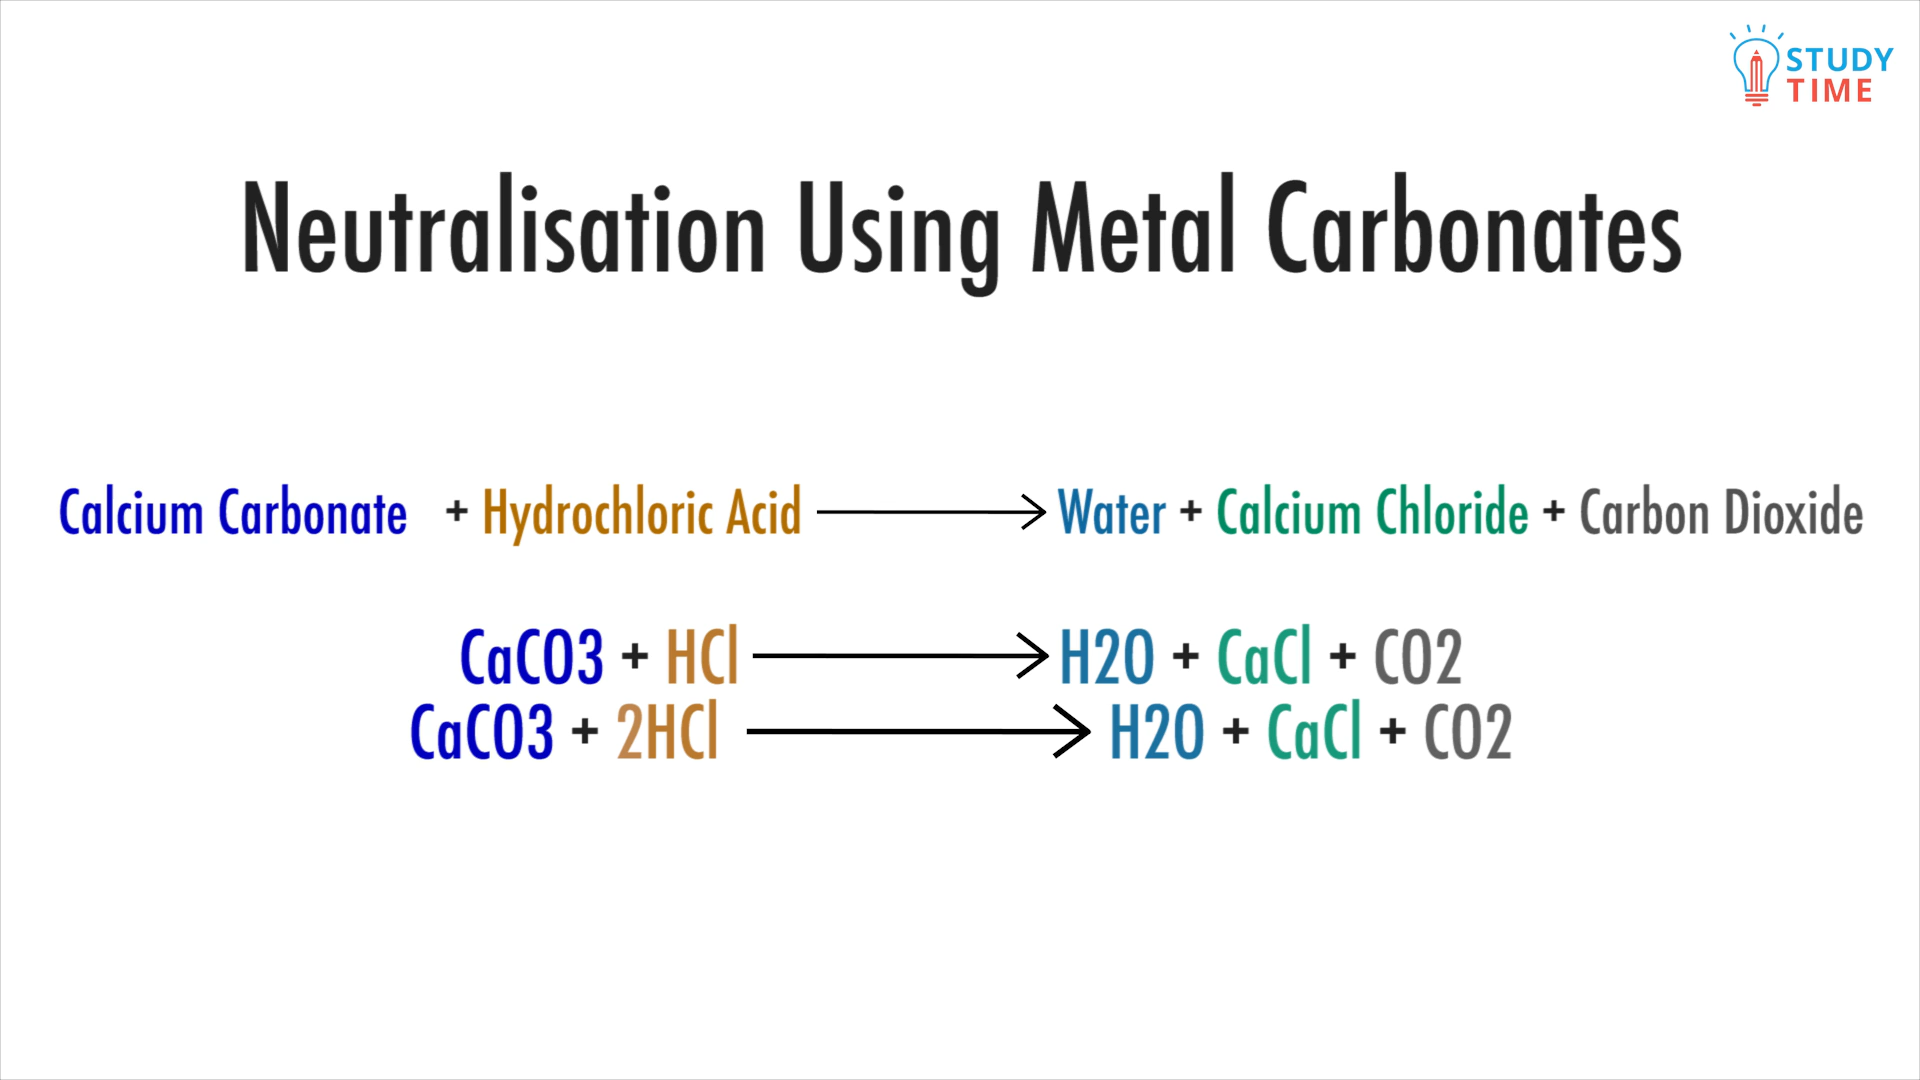 STUDY
TIME
Neutralisation Using Metal Carbonates
Calcium Carbonate + Hydrochloric Acid ⟶ Water + Calcium Chloride + Carbon Dioxide
CaCO3 + HCl ⟶ H2O + CaCl + CO2
CaCO3 + 2HCl ⟶ H2O + CaCl + CO2